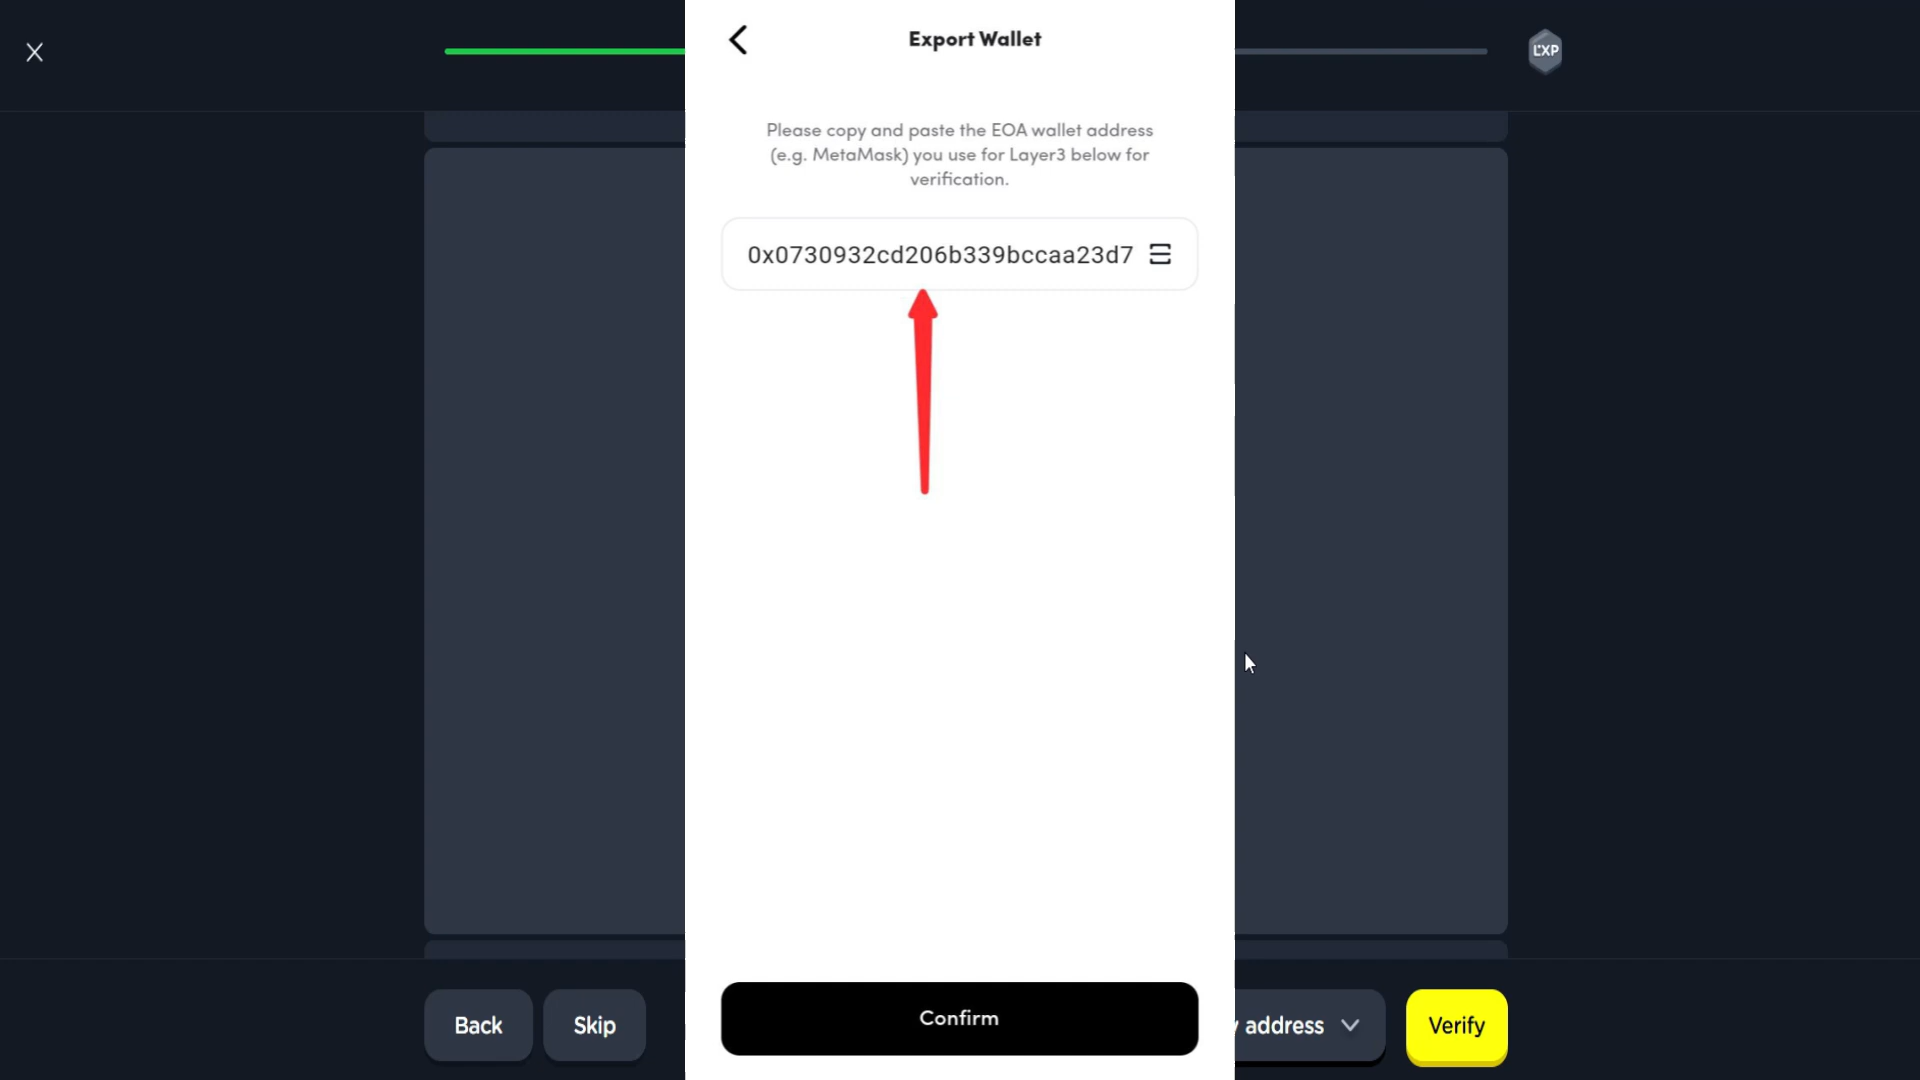 Export Wallet
L'XP
Please copy and paste the EOA wallet address
(e.g. MetaMask) you use for Layer3 below for
verification.
0x0730932cd206b339bccaa23d7
Confirm
Back
Skip
address
Verify